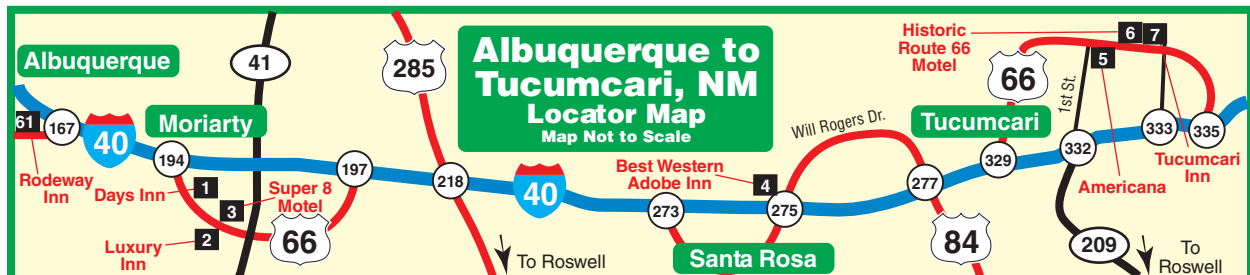 Albuquerque to
Tucumcari, NM
Locator Map
Map Not to Scale
Albuquerque
61
167
40
Rodeway
Inn
Moriarty
194
Days Inn
1
2
3
Luxury
Inn
Super 8
Motel
66
41
197
285
218
To Roswell
40
Best Western
Adobe Inn
4
273
275
Santa Rosa
Will Rogers Dr.
277
84
Tucumcari
329
66
Historic
Route 66
Motel
6
7
5
1st St.
332
333
335
Americana
Tucumcari
Inn
209
To
Roswell